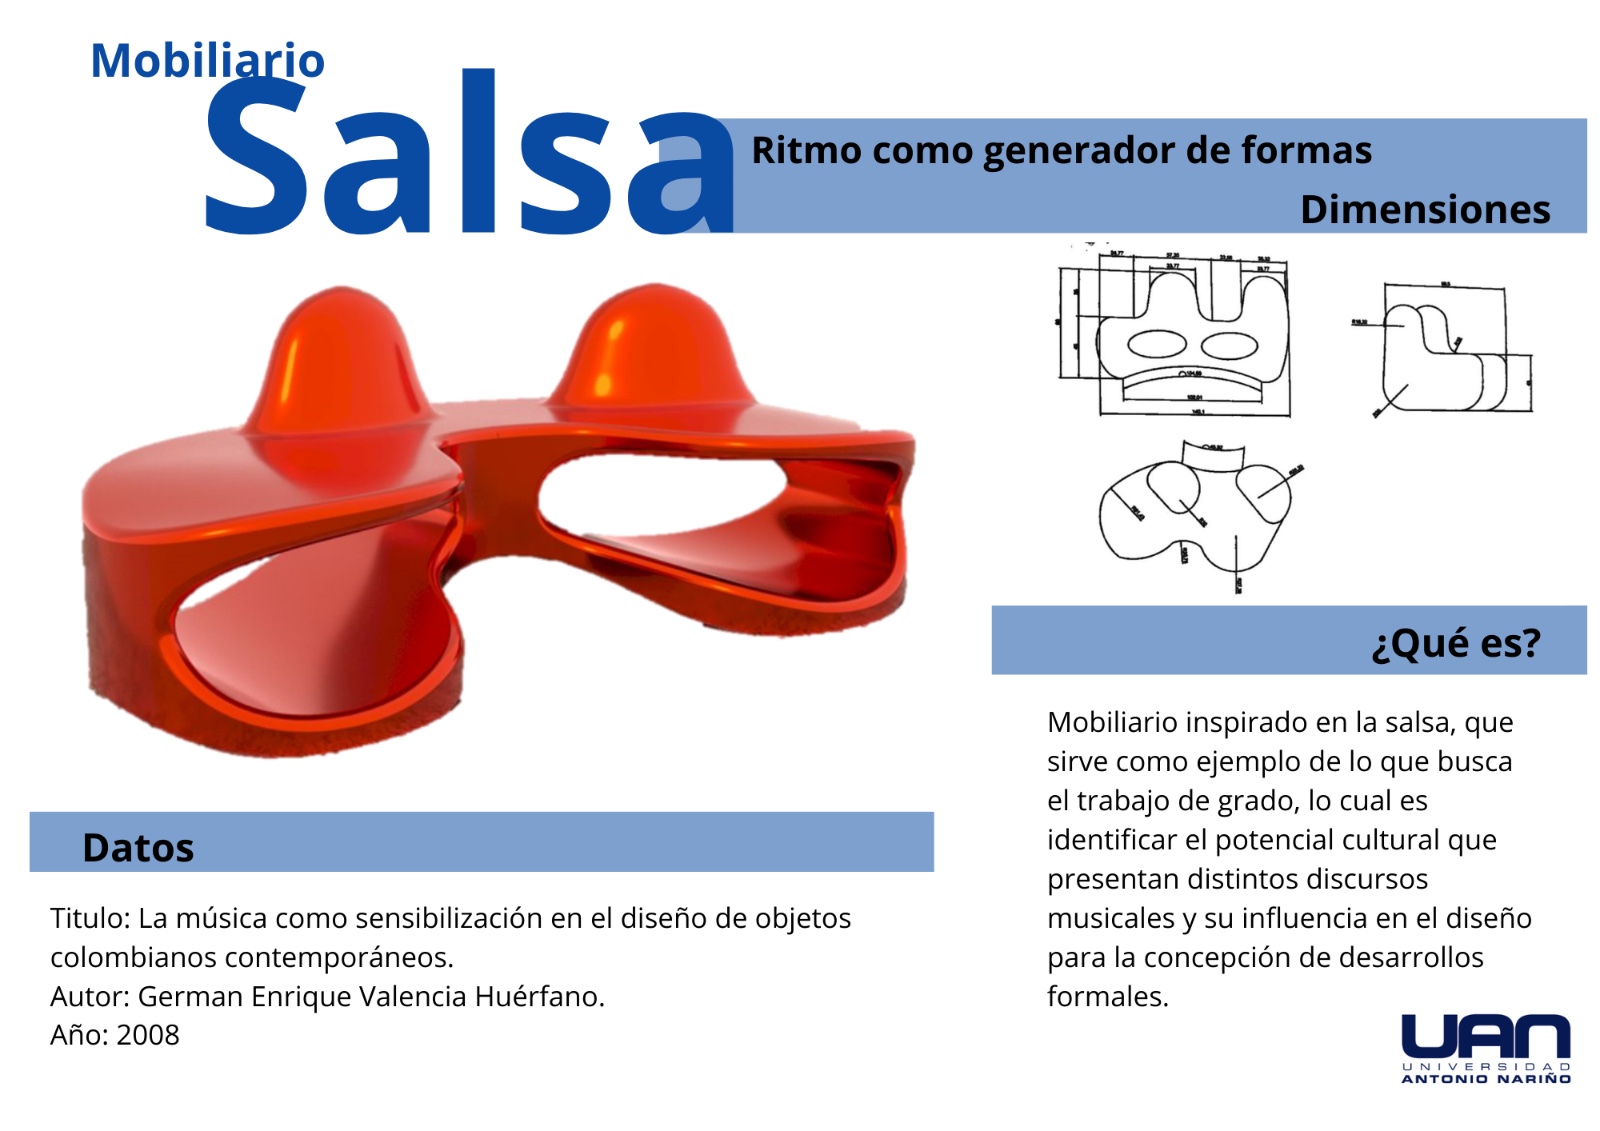 Mobiliario
Salsa
Ritmo como generador de formas
Dimensiones
¿Qué es?
Mobiliario inspirado en la salsa, que
sirve como ejemplo de lo que busca
el trabajo de grado, lo cual es
identificar el potencial cultural que
presentan distintos discursos
musicales y su influencia en el diseño
para la concepción de desarrollos
formales.
Datos
Titulo: La música como sensibilización en el diseño de objetos
colombianos contemporáneos.
Autor: German Enrique Valencia Huérfano.
Año: 2008
UAN
UNIVERSIDAD
ANTONIO NARIÑO